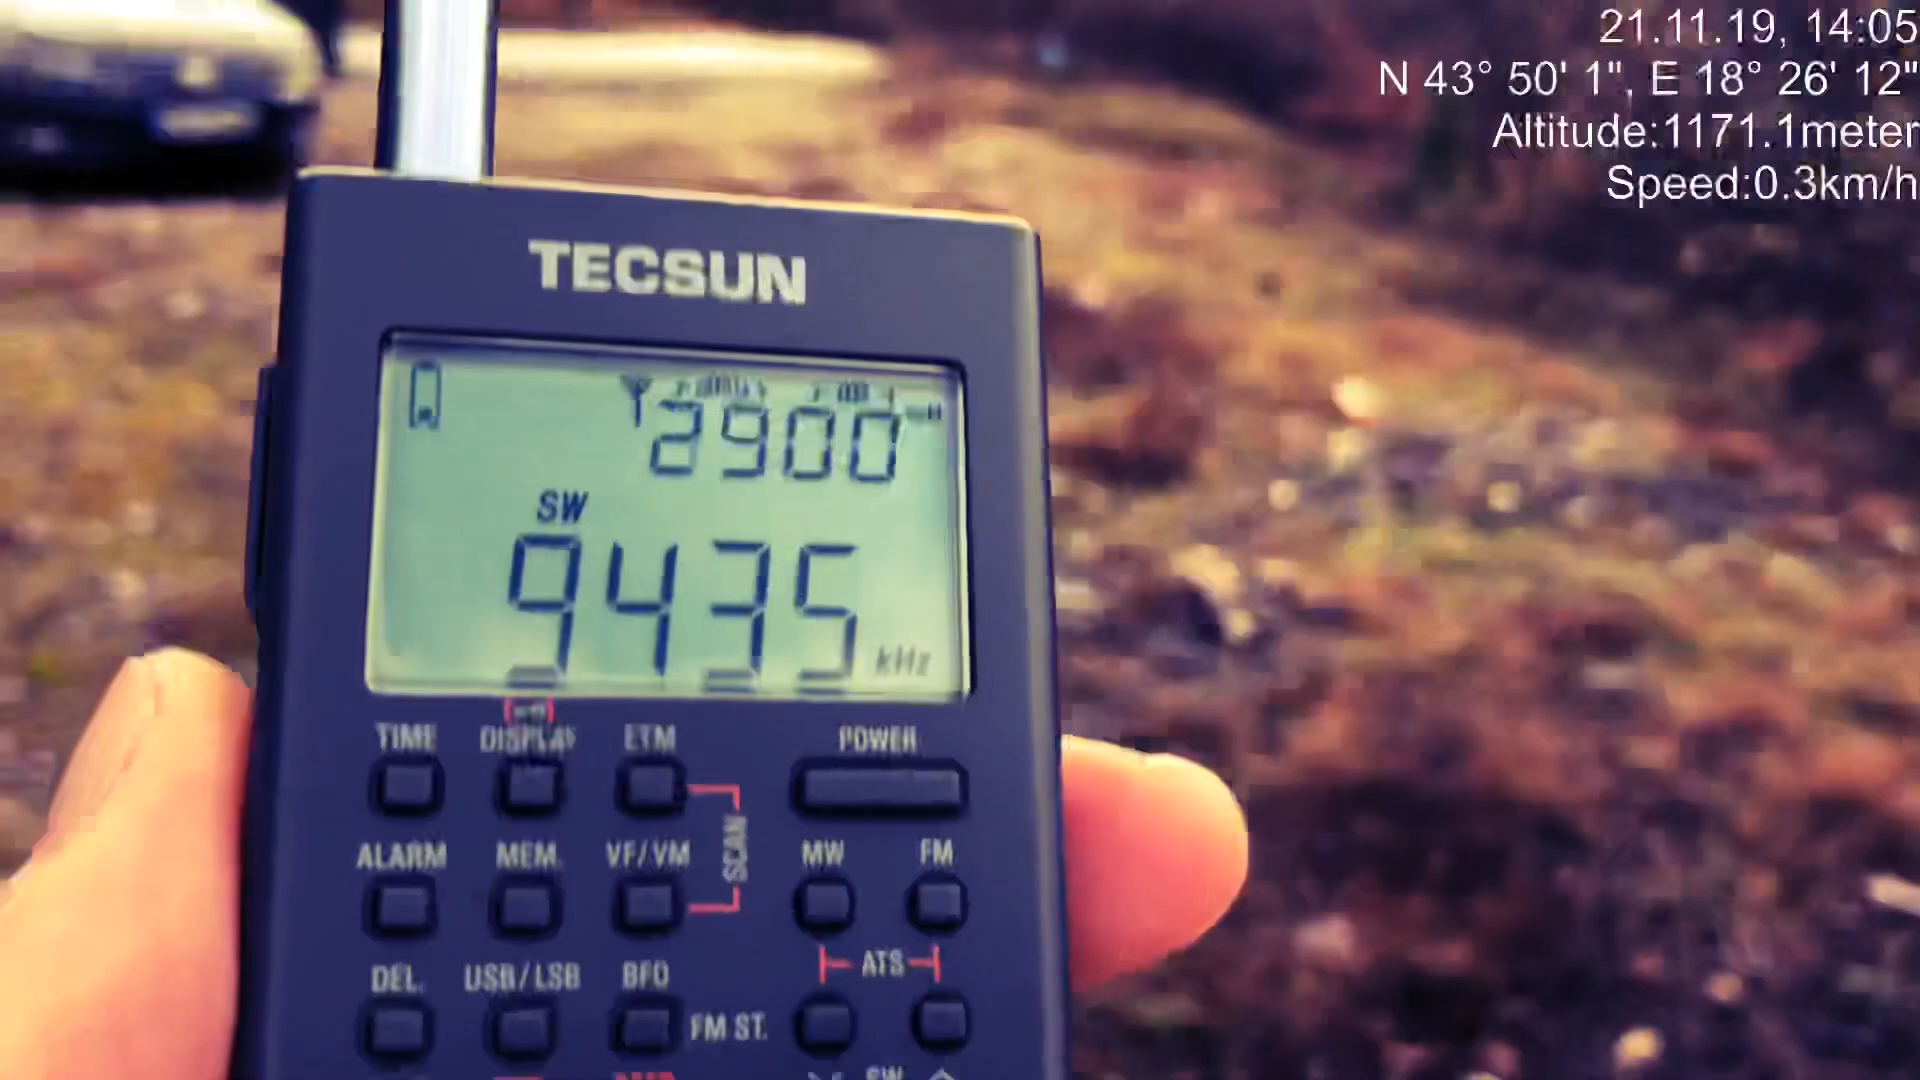 21.11.19, 14:05
N 43° 50' 1", E 18° 26' 12"
Altitude:1171.1meter
Speed:0.3km/h
TECSUN
2900
SW
9435 kHz
TIME DISPLAY ETM POWER
ALARM MEM. VF/VM SCAN MW FM
ATS
DEL. USB/LSB BFO
FM ST.
SW